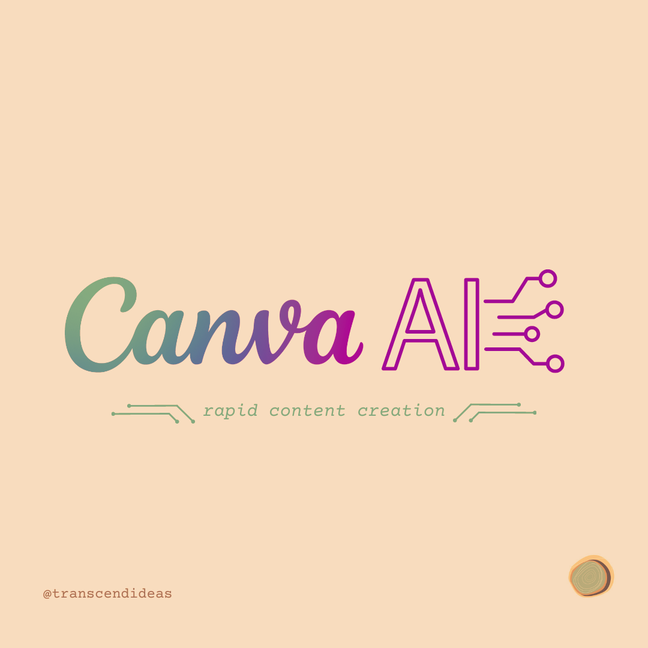 Canva AI
rapid content creation
@transcendideas